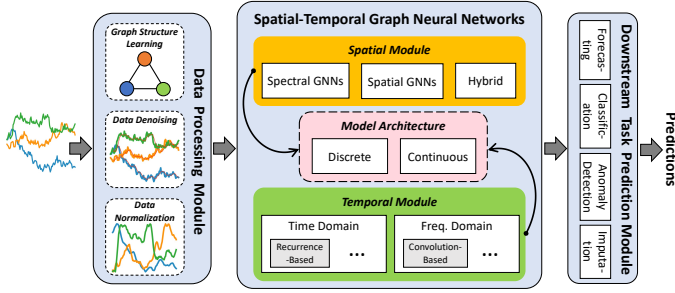 Graph Structure
Learning
Data Denoising
Data
Normalization
Data Processing Module
Spatial-Temporal Graph Neural Networks
Spatial Module
Spectral GNNs
Spatial GNNs
Hybrid
Model Architecture
Discrete
Continuous
Temporal Module
Time Domain
Recurrence
-Based
...
Freq. Domain
Convolution-
Based
...
Forecas-
ting
Classific-
ation
Anomaly
Detection
Imputa-
tion
Downstream Task Prediction Module
Predictions